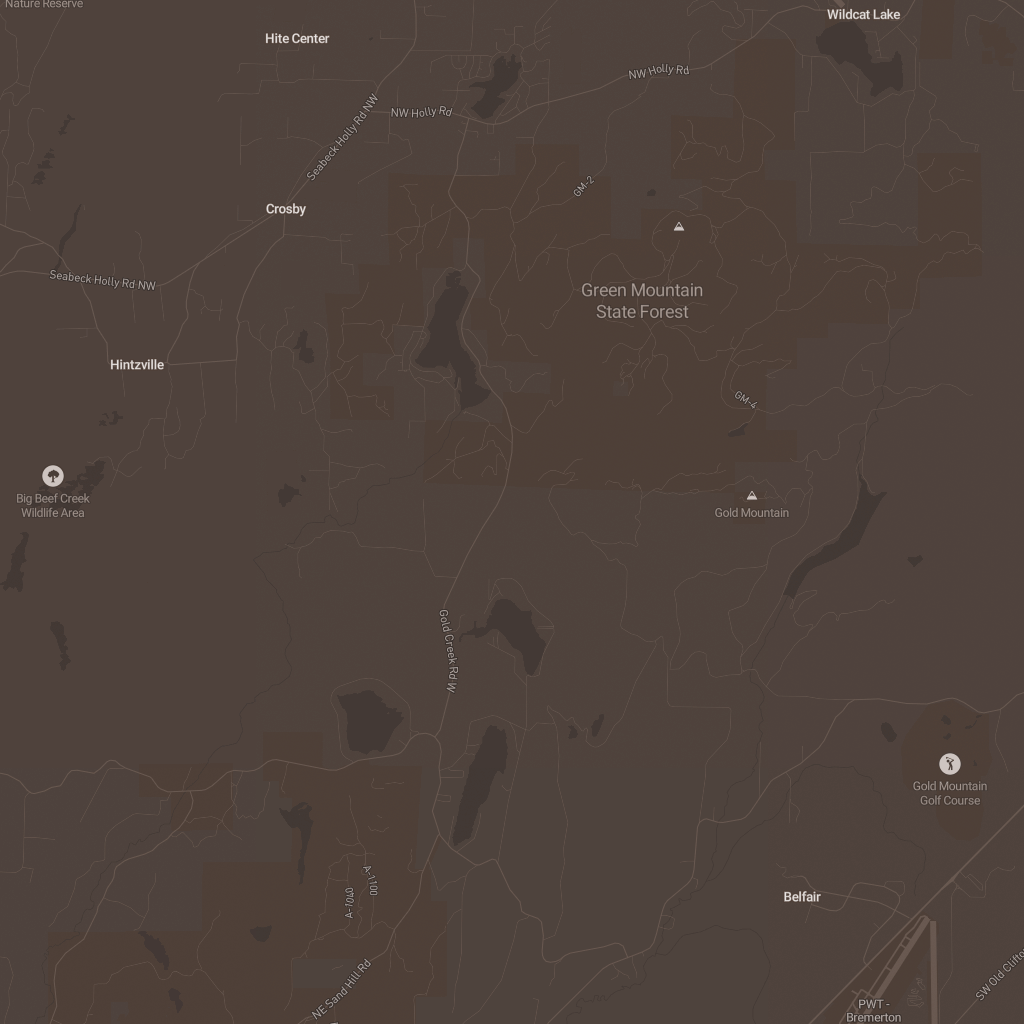 Nature Reserve
Wildcat Lake
Hite Center
NW Holly Rd
NW Holly Rd
Seabeck Holly Rd NW
GM-2
Crosby
Seabeck Holly Rd NW
Green Mountain
State Forest
Hintzville
GM-4
Big Beef Creek
Wildlife Area
Gold Mountain
Gold Creek Rd W
Gold Mountain
Golf Course
A-1100
A-1040
Belfair
NE Sand Hill Rd
SW Old Clifto
PWT -
Bremerton